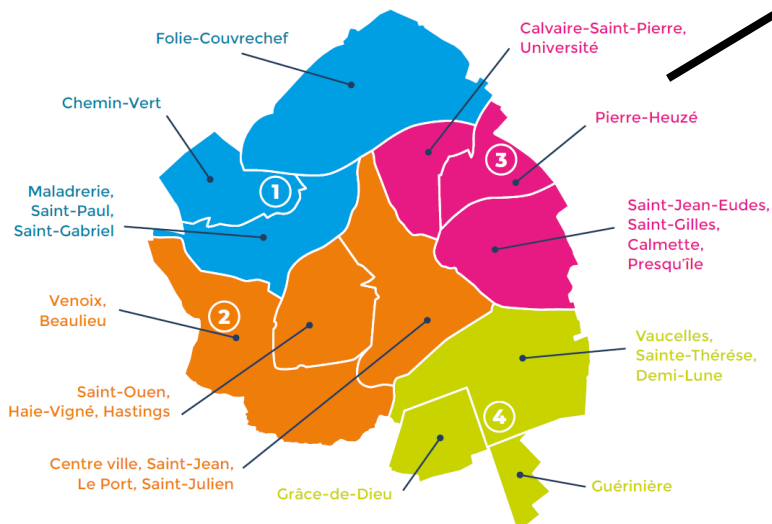 Folie-Couvrechef
Calvaire-Saint-Pierre,
Université
Chemin-Vert
Pierre-Heuzé
3
1
Maladrerie,
Saint-Paul,
Saint-Gabriel
Saint-Jean-Eudes,
Saint-Gilles,
Calmette,
Presqu'île
Venoix,
Beaulieu
2
Vaucelles,
Sainte-Thérése,
Demi-Lune
Saint-Ouen,
Haie-Vigné, Hastings
4
Centre ville, Saint-Jean,
Le Port, Saint-Julien
Grâce-de-Dieu
Guérinière